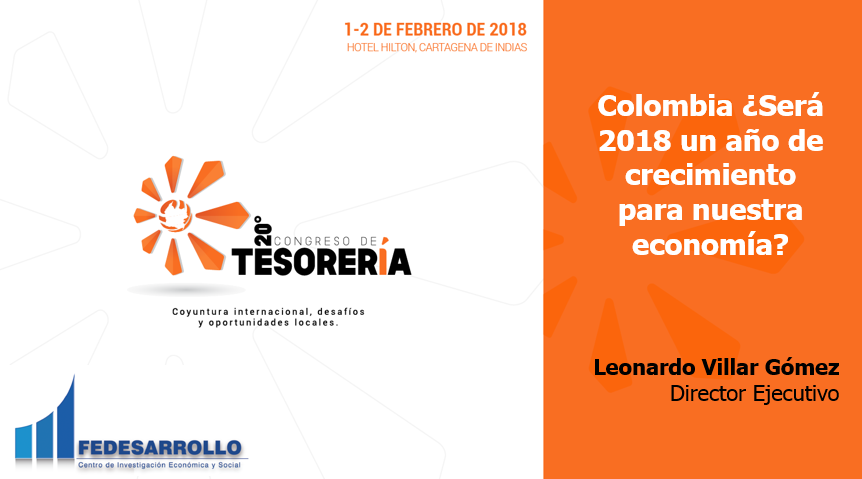 1-2 DE FEBRERO DE 2018
HOTEL HILTON, CARTAGENA DE INDIAS
20°
CONGRESO DE
TESORERÍA
Coyuntura internacional, desafíos
y oportunidades locales.
FEDESARROLLO
Centro de Investigación Económica y Social
Colombia ¿Será
2018 un año de
crecimiento
para nuestra
economía?
Leonardo Villar Gómez
Director Ejecutivo